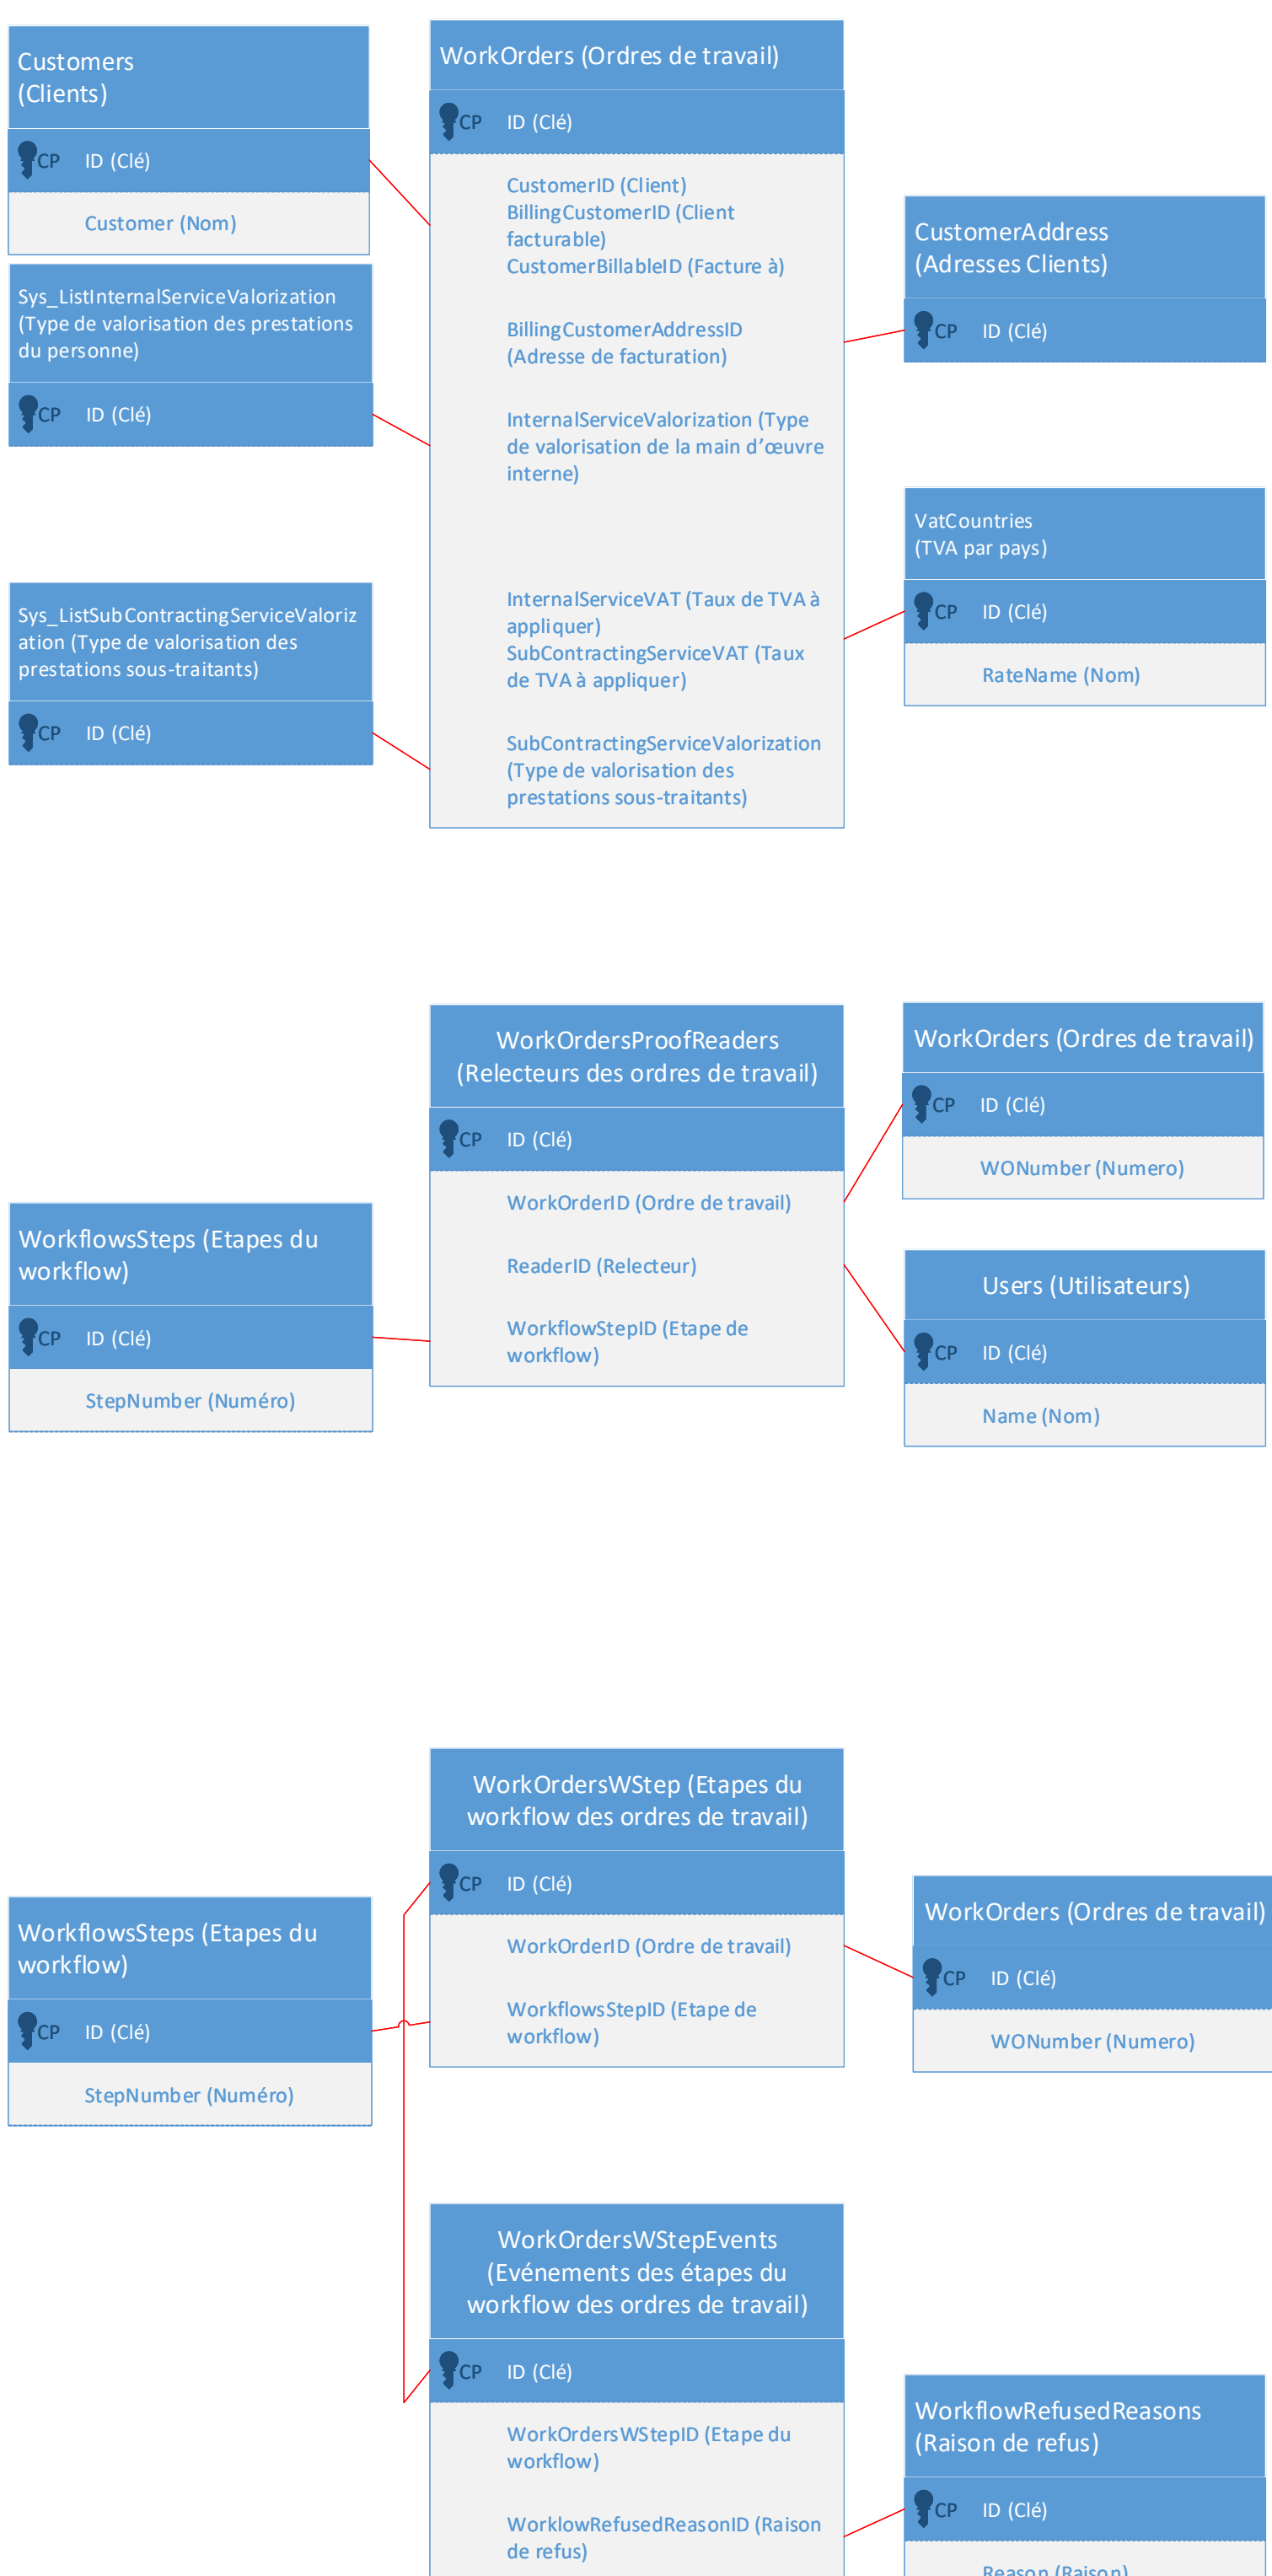 Customers
(Clients)
CP ID (Clé)
Customer (Nom)
Sys_ListInternalServiceValorization
(Type de valorisation des prestations
du personne)
CP ID (Clé)
Sys_ListSubContractingServiceValoriz
ation (Type de valorisation des
prestations sous-traitants)
CP ID (Clé)
WorkOrders (Ordres de travail)
CP ID (Clé)
CustomerID (Client)
BillingCustomerID (Client
facturable)
CustomerBillableID (Facture à)
BillingCustomerAddressID
(Adresse de facturation)
InternalServiceValorization (Type
de valorisation de la main d’œuvre
interne)
InternalServiceVAT (Taux de TVA à
appliquer)
SubContractingServiceVAT (Taux
de TVA à appliquer)
SubContractingServiceValorization
(Type de valorisation des
prestations sous-traitants)
CustomerAddress
(Adresses Clients)
CP ID (Clé)
VatCountries
(TVA par pays)
CP ID (Clé)
RateName (Nom)
WorkflowsSteps (Etapes du
workflow)
CP ID (Clé)
StepNumber (Numéro)
WorkOrdersProofReaders
(Relecteurs des ordres de travail)
CP ID (Clé)
WorkOrderID (Ordre de travail)
ReaderID (Relecteur)
WorkflowStepID (Etape de
workflow)
WorkOrders (Ordres de travail)
CP ID (Clé)
WONumber (Numero)
Users (Utilisateurs)
CP ID (Clé)
Name (Nom)
WorkflowsSteps (Etapes du
workflow)
CP ID (Clé)
StepNumber (Numéro)
WorkOrdersWStep (Etapes du
workflow des ordres de travail)
CP ID (Clé)
WorkOrderID (Ordre de travail)
WorkflowsStepID (Etape de
workflow)
WorkOrders (Ordres de travail)
CP ID (Clé)
WONumber (Numero)
WorkOrdersWStepEvents
(Evénements des étapes du
workflow des ordres de travail)
CP ID (Clé)
WorkOrdersWStepID (Etape du
workflow)
WorklowRefusedReasonID (Raison
de refus)
WorkflowRefusedReasons
(Raison de refus)
CP ID (Clé)
Reason (Raison)